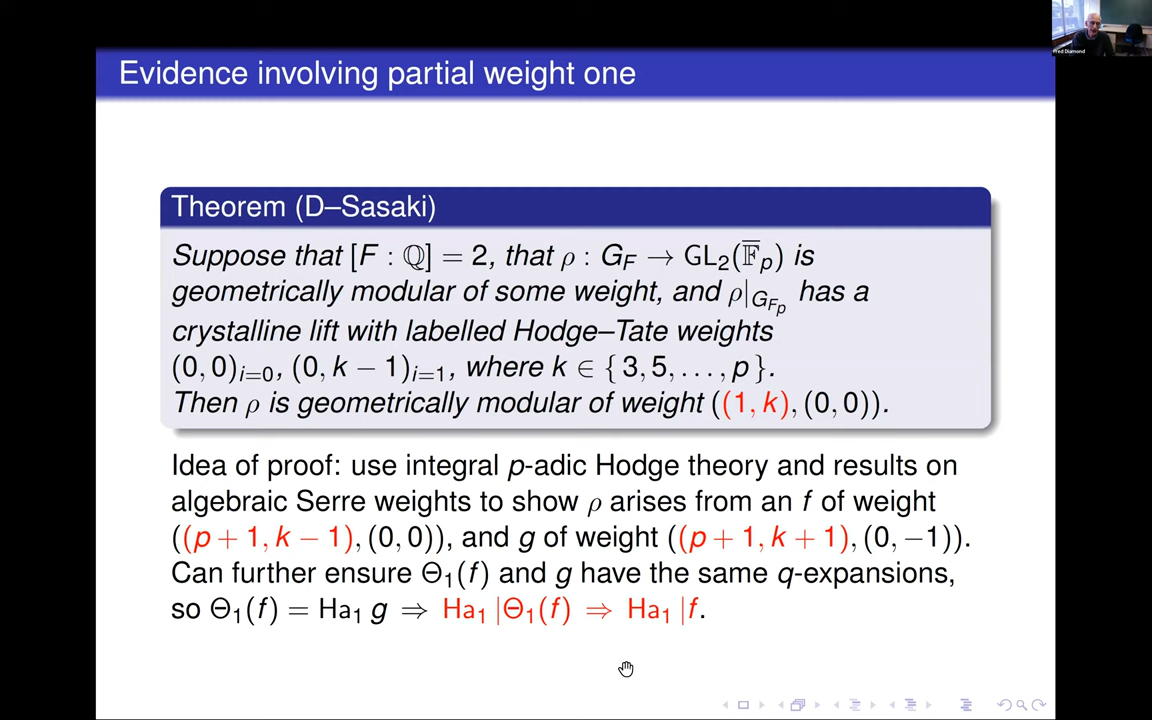 Fred Diamond
Evidence involving partial weight one
Theorem (D–Sasaki)
Suppose that [F : ℚ] = 2, that ρ : G_F → GL₂(𝔽̅_p) is
geometrically modular of some weight, and ρ|_{G_{F_p}} has a
crystalline lift with labelled Hodge–Tate weights
(0, 0)_{i=0}, (0, k − 1)_{i=1}, where k ∈ { 3, 5, . . . , p }.
Then ρ is geometrically modular of weight ((1, k), (0, 0)).
Idea of proof: use integral p-adic Hodge theory and results on
algebraic Serre weights to show ρ arises from an f of weight
((p + 1, k − 1), (0, 0)), and g of weight ((p + 1, k + 1), (0, −1)).
Can further ensure Θ₁(f) and g have the same q-expansions,
so Θ₁(f) = Ha₁ g ⇒ Ha₁ |Θ₁(f) ⇒ Ha₁ |f.